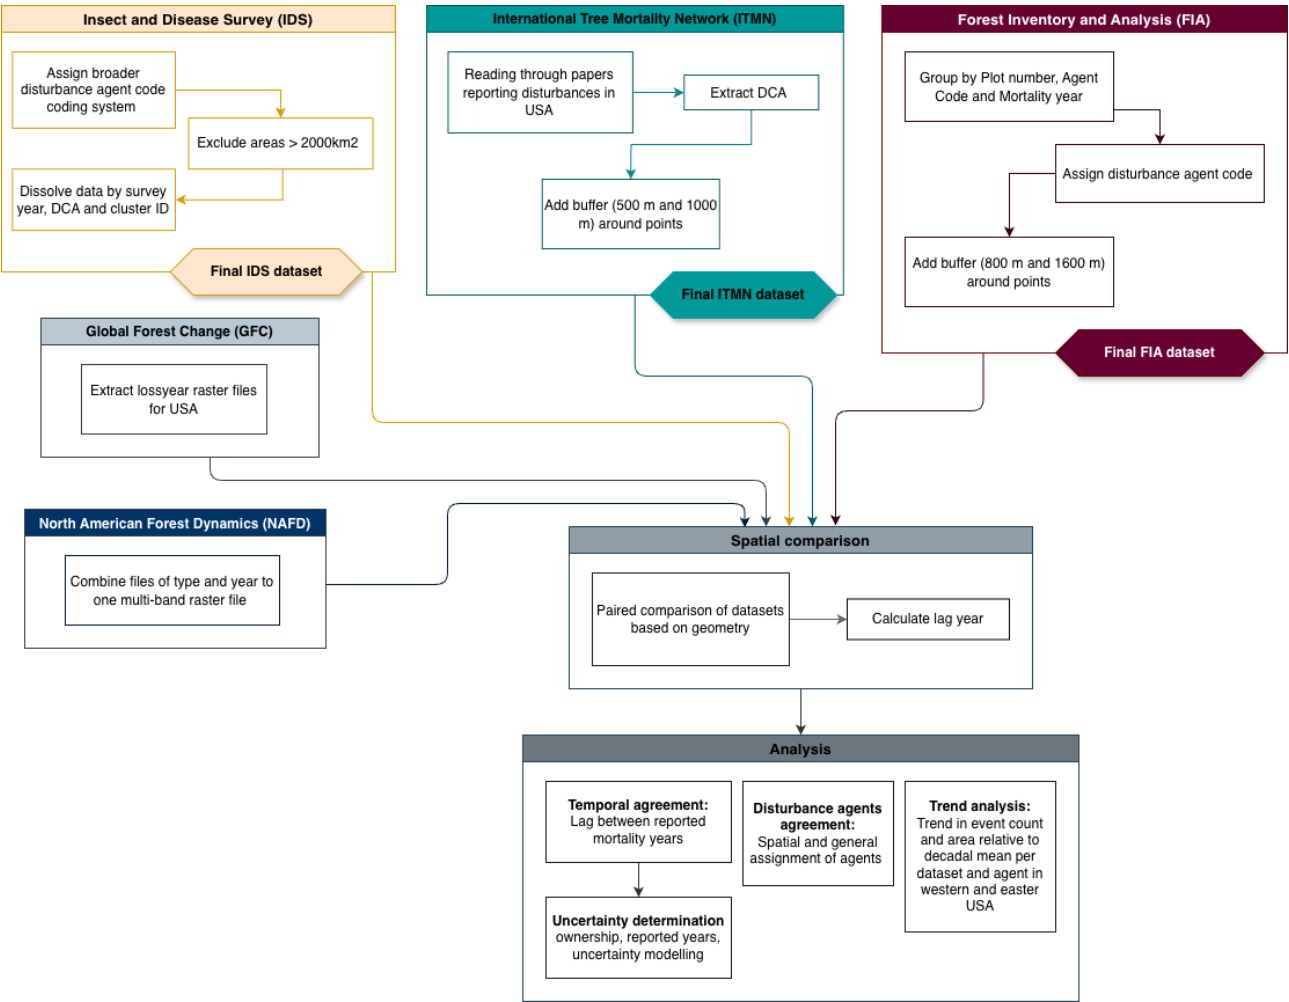 Insect and Disease Survey (IDS)
Assign broader
disturbance agent code
coding system
Exclude areas > 2000km2
Dissolve data by survey
year, DCA and cluster ID
Final IDS dataset
International Tree Mortality Network (ITMN)
Reading through papers
reporting disturbances in
USA
Extract DCA
Add buffer (500 m and 1000
m) around points
Final ITMN dataset
Forest Inventory and Analysis (FIA)
Group by Plot number, Agent
Code and Mortality year
Assign disturbance agent code
Add buffer (800 m and 1600 m)
around points
Final FIA dataset
Global Forest Change (GFC)
Extract lossyear raster files
for USA
North American Forest Dynamics (NAFD)
Combine files of type and year to
one multi-band raster file
Spatial comparison
Paired comparison of datasets
based on geometry
Calculate lag year
Analysis
Temporal agreement:
Lag between reported
mortality years
Uncertainty determination
ownership, reported years,
uncertainty modelling
Disturbance agents
agreement:
Spatial and general
assignment of agents
Trend analysis:
Trend in event count
and area relative to
decadal mean per
dataset and agent in
western and easter
USA